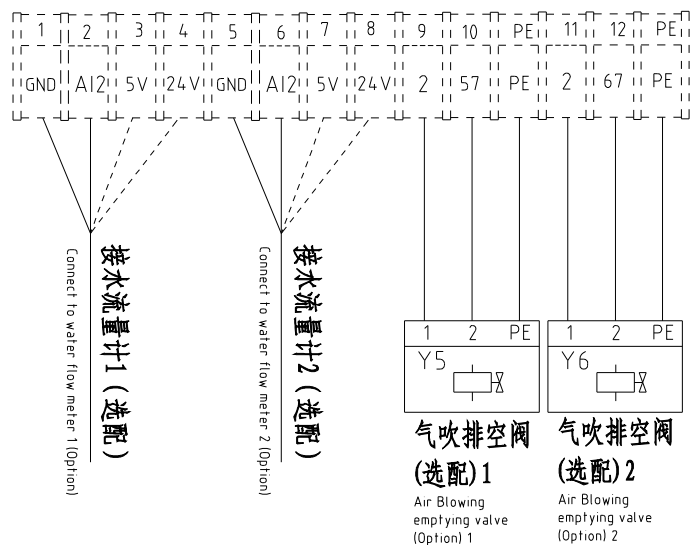 1 2 3 4 5 6 7 8 9 10 PE 11 12 PE
GND AI2 5V 24V GND AI2 5V 24V 2 57 PE 2 67 PE
接水流量计1(选配)
Connect to water flow meter 1 (Option)
接水流量计2(选配)
Connect to water flow meter 2 (Option)
1 2 PE
Y5
气吹排空阀
(选配)1
Air Blowing
emptying valve
(Option) 1
1 2 PE
Y6
气吹排空阀
(选配)2
Air Blowing
emptying valve
(Option) 2